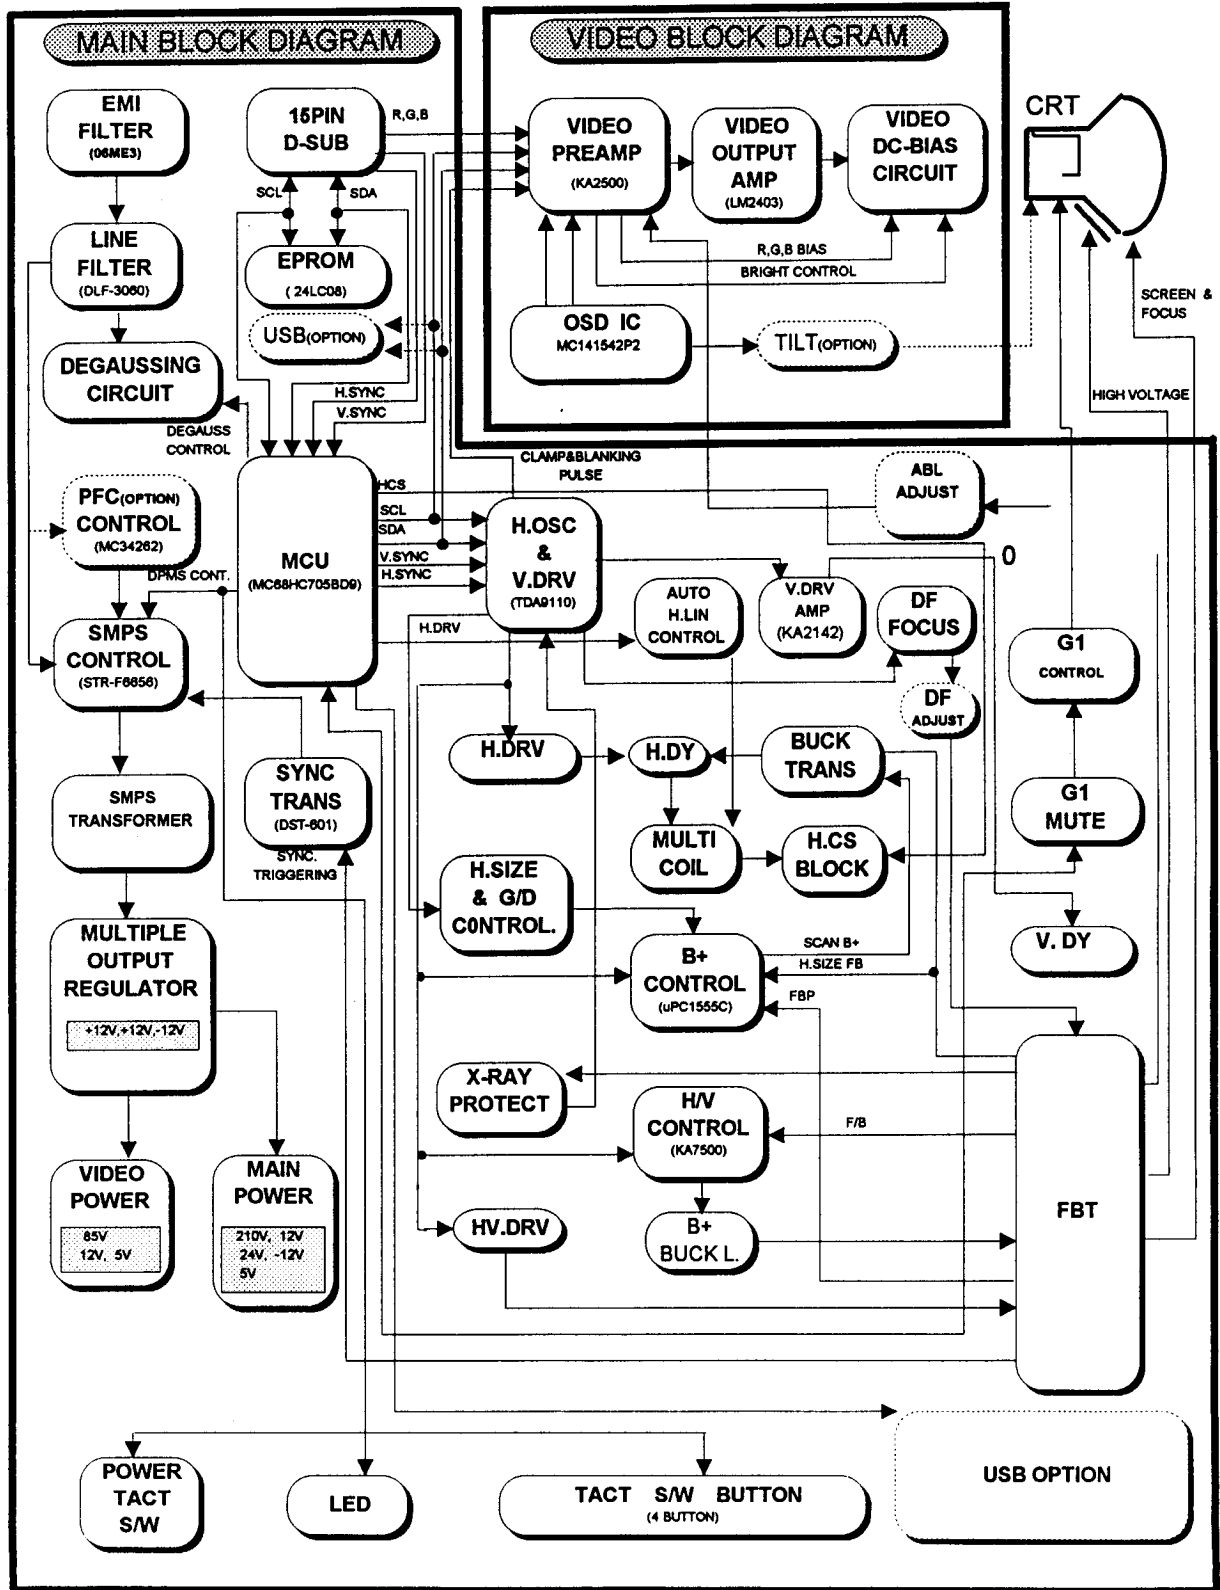 MAIN BLOCK DIAGRAM
VIDEO BLOCK DIAGRAM
EMI
FILTER
(06ME3)
15PIN
D-SUB
R,G,B
SCL
SDA
LINE
FILTER
(DLF-3060)
EPROM
( 24LC08)
USB(OPTION)
DEGAUSSING
CIRCUIT
H.SYNC
V.SYNC
DEGAUSS
CONTROL
VIDEO
PREAMP
(KA2500)
VIDEO
OUTPUT
AMP
(LM2403)
VIDEO
DC-BIAS
CIRCUIT
R,G,B BIAS
BRIGHT CONTROL
OSD IC
MC141542P2
TILT(OPTION)
CRT
SCREEN &
FOCUS
HIGH VOLTAGE
CLAMP&BLANKING
PULSE
ABL
ADJUST
0
PFC(OPTION)
CONTROL
(MC34262)
DPMS CONT.
MCU
(MC68HC705BD9)
HCS
SCL
SDA
V.SYNC
H.SYNC
H.OSC
&
V.DRV
(TDA9110)
H.DRV
AUTO
H.LIN
CONTROL
V.DRV
AMP
(KA2142)
DF
FOCUS
DF
ADJUST
G1
CONTROL
SMPS
CONTROL
(STR-F6656)
H.DRV
H.DY
BUCK
TRANS
SMPS
TRANSFORMER
SYNC
TRANS
(DST-601)
SYNC.
TRIGGERING
G1
MUTE
MULTI
COIL
H.CS
BLOCK
H.SIZE
& G/D
C0NTROL.
MULTIPLE
OUTPUT
REGULATOR
+12V,+12V,-12V
B+
CONTROL
(uPC1555C)
SCAN B+
H.SIZE FB
FBP
V. DY
X-RAY
PROTECT
H/V
CONTROL
(KA7500)
F/B
VIDEO
POWER
85V
12V, 5V
MAIN
POWER
210V, 12V
24V, -12V
5V
HV.DRV
B+
BUCK L.
FBT
POWER
TACT
S/W
LED
TACT S/W BUTTON
(4 BUTTON)
USB OPTION